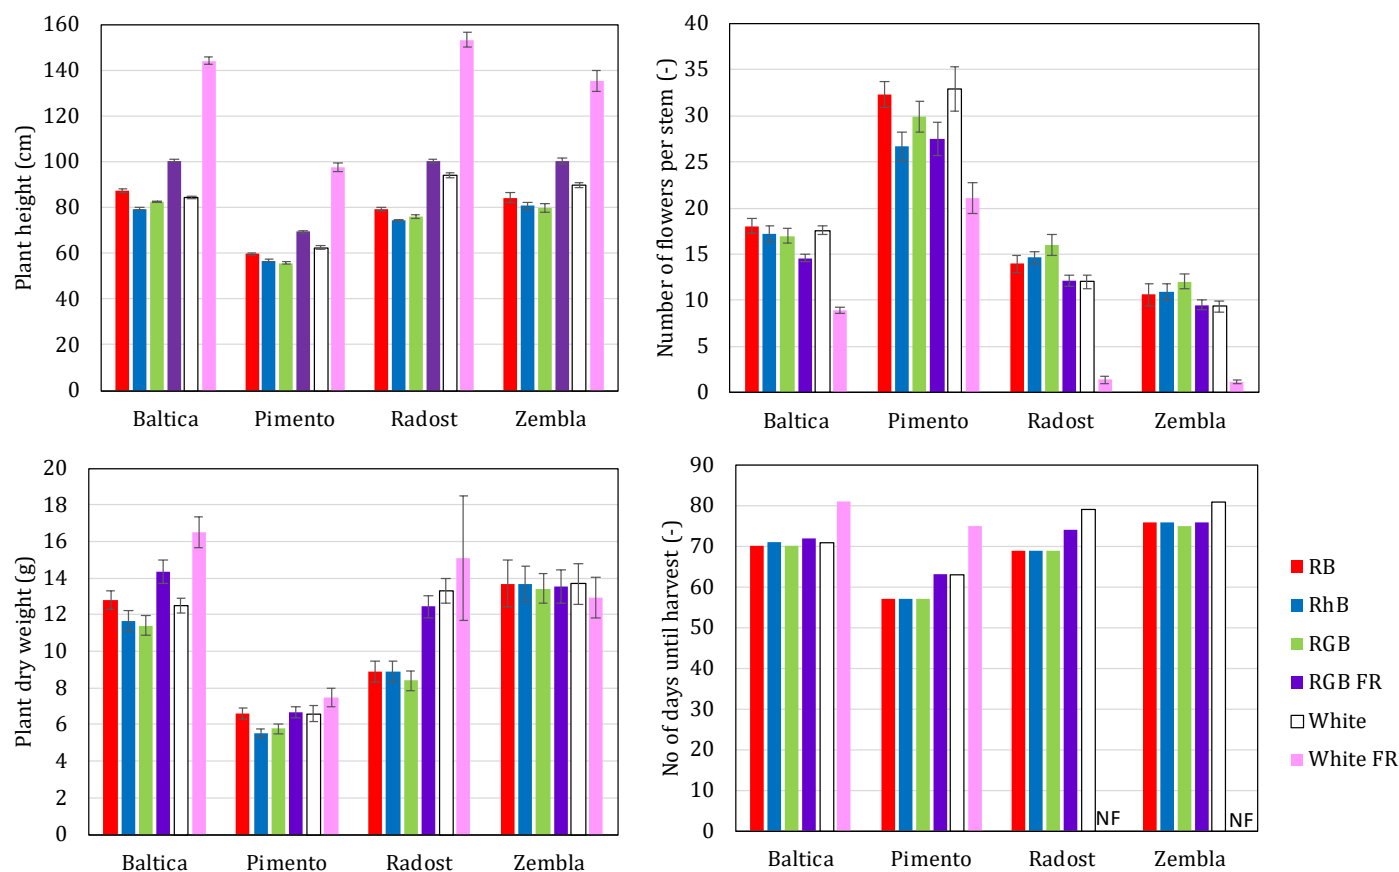 Plant height (cm)
160
140
120
100
80
60
40
20
0
Baltica
Pimento
Radost
Zembla
Number of flowers per stem (-)
40
35
30
25
20
15
10
5
0
Baltica
Pimento
Radost
Zembla
Plant dry weight (g)
20
18
16
14
12
10
8
6
4
2
0
Baltica
Pimento
Radost
Zembla
No of days until harvest (-)
90
80
70
60
50
40
30
20
10
0
NF
NF
Baltica
Pimento
Radost
Zembla
RB
RhB
RGB
RGB FR
White
White FR